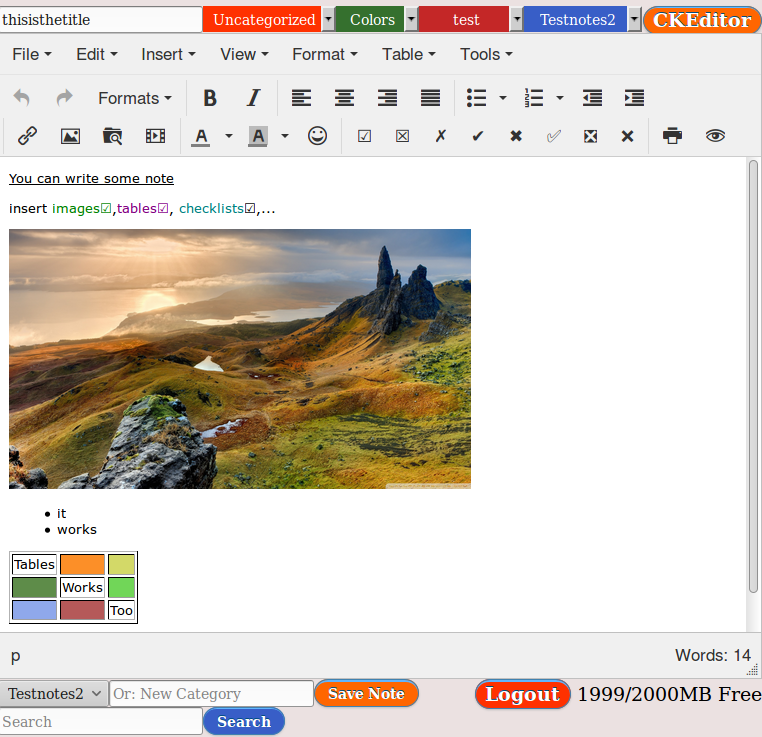 thisisthetitle Uncategorized Colors test Testnotes2 CKEditor
File Edit Insert View Format Table Tools
Formats B I
A A
You can write some note
insert images☑,tables☑, checklists☑,...
• it
• works
Tables
Works
Too
p Words: 14
Testnotes2 Or: New Category Save Note Logout 1999/2000MB Free
Search Search